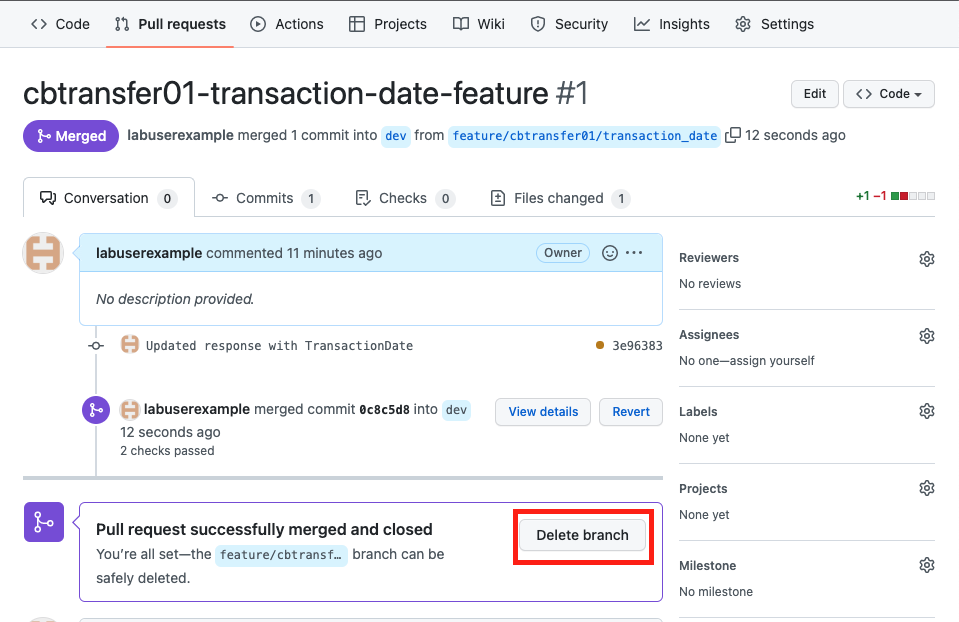 Code Pull requests Actions Projects Wiki Security Insights Settings
cbtransfer01-transaction-date-feature #1
Edit Code
Merged labuserexample merged 1 commit into dev from feature/cbtransfer01/transaction_date 12 seconds ago
Conversation 0 Commits 1 Checks 0 Files changed 1
+1 −1
labuserexample commented 11 minutes ago Owner
No description provided.
Updated response with TransactionDate 3e96383
labuserexample merged commit 0c8c5d8 into dev
12 seconds ago
2 checks passed
View details Revert
Pull request successfully merged and closed
You’re all set—the feature/cbtransf… branch can be
safely deleted.
Delete branch
Reviewers
No reviews
Assignees
No one—assign yourself
Labels
None yet
Projects
None yet
Milestone
No milestone